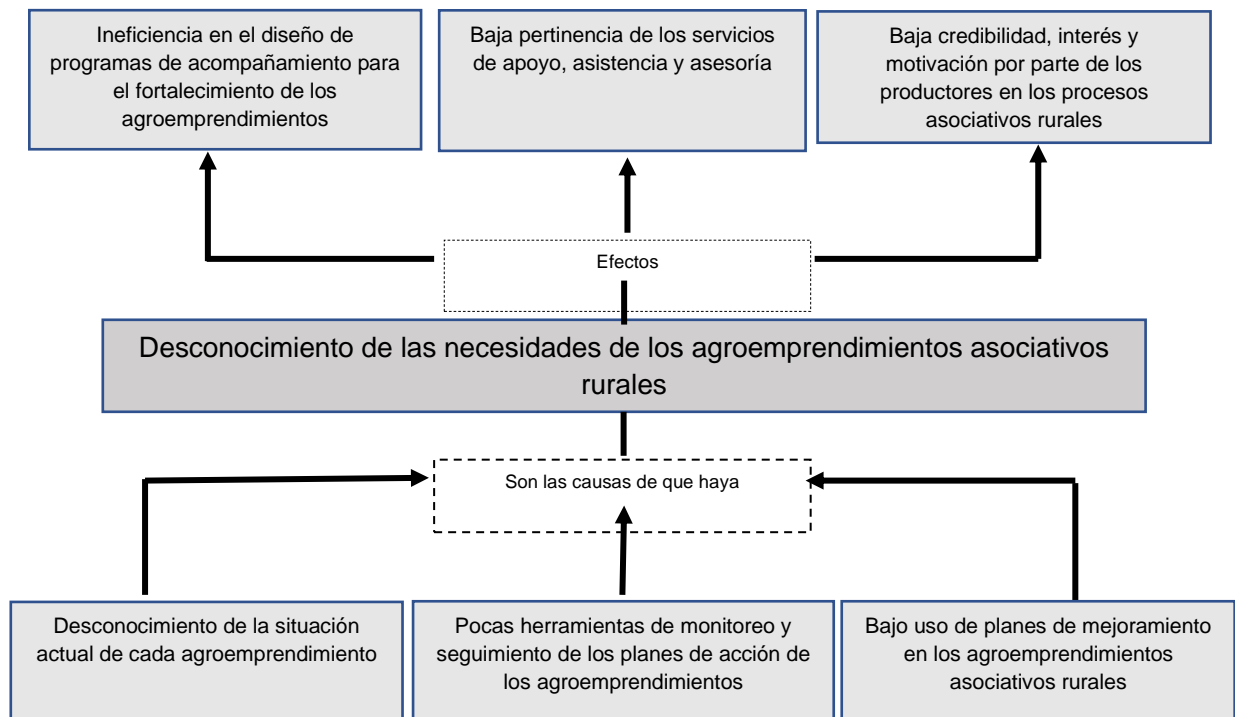 Ineficiencia en el diseño de
programas de acompañamiento para
el fortalecimiento de los
agroemprendimientos
Baja pertinencia de los servicios
de apoyo, asistencia y asesoría
Baja credibilidad, interés y
motivación por parte de los
productores en los procesos
asociativos rurales
Efectos
Desconocimiento de las necesidades de los agroemprendimientos asociativos
rurales
Son las causas de que haya
Desconocimiento de la situación
actual de cada agroemprendimiento
Pocas herramientas de monitoreo y
seguimiento de los planes de acción de
los agroemprendimientos
Bajo uso de planes de mejoramiento
en los agroemprendimientos
asociativos rurales